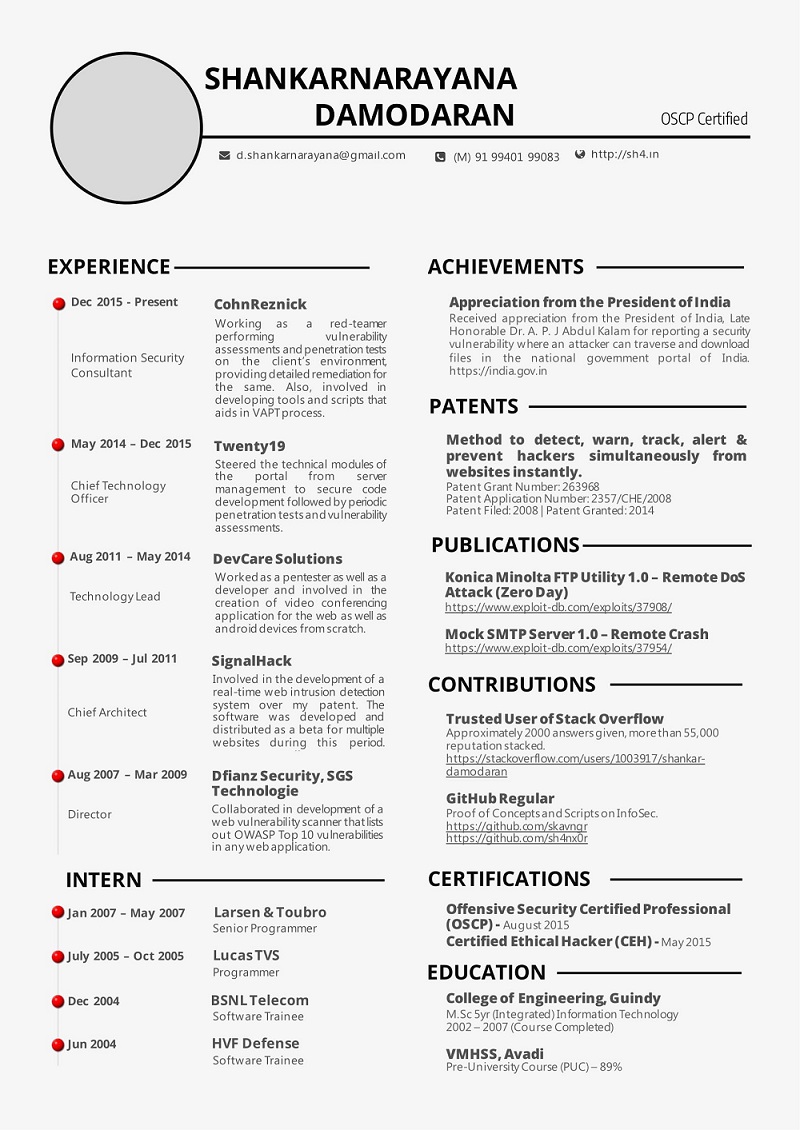 SHANKARNARAYANA
DAMODARAN
OSCP Certified
d.shankarnarayana@gmail.com
(M) 91 99401 99083
http://sh4.in
EXPERIENCE
Dec 2015 - Present
CohnReznick
Information Security
Consultant
Working as a red-teamer
performing vulnerability
assessments and penetration tests
on the client's environment,
providing detailed remediation for
the same. Also, involved in
developing tools and scripts that
aids in VAPT process.
May 2014 – Dec 2015
Twenty19
Chief Technology
Officer
Steered the technical modules of
the portal from server
management to secure code
development followed by periodic
penetration tests and vulnerability
assessments.
Aug 2011 – May 2014
DevCare Solutions
Technology Lead
Worked as a pentester as well as a
developer and involved in the
creation of video conferencing
application for the web as well as
android devices from scratch.
Sep 2009 – Jul 2011
SignalHack
Chief Architect
Involved in the development of a
real-time web intrusion detection
system over my patent. The
software was developed and
distributed as a beta for multiple
websites during this period.
Aug 2007 – Mar 2009
Dfianz Security, SGS
Technologie
Director
Collaborated in development of a
web vulnerability scanner that lists
out OWASP Top 10 vulnerabilities
in any web application.
INTERN
Jan 2007 – May 2007
Larsen & Toubro
Senior Programmer
July 2005 – Oct 2005
Lucas TVS
Programmer
Dec 2004
BSNL Telecom
Software Trainee
Jun 2004
HVF Defense
Software Trainee
ACHIEVEMENTS
Appreciation from the President of India
Received appreciation from the President of India, Late
Honorable Dr. A. P. J Abdul Kalam for reporting a security
vulnerability where an attacker can traverse and download
files in the national government portal of India.
https://india.gov.in
PATENTS
Method to detect, warn, track, alert &
prevent hackers simultaneously from
websites instantly.
Patent Grant Number: 263968
Patent Application Number: 2357/CHE/2008
Patent Filed: 2008 | Patent Granted: 2014
PUBLICATIONS
Konica Minolta FTP Utility 1.0 – Remote DoS
Attack (Zero Day)
https://www.exploit-db.com/exploits/37908/
Mock SMTP Server 1.0 – Remote Crash
https://www.exploit-db.com/exploits/37954/
CONTRIBUTIONS
Trusted User of Stack Overflow
Approximately 2000 answers given, more than 55,000
reputation stacked.
https://stackoverflow.com/users/1003917/shankar-
damodaran
GitHub Regular
Proof of Concepts and Scripts on InfoSec.
https://github.com/skavngr
https://github.com/sh4nx0r
CERTIFICATIONS
Offensive Security Certified Professional
(OSCP) - August 2015
Certified Ethical Hacker (CEH) - May 2015
EDUCATION
College of Engineering, Guindy
M.Sc 5yr (Integrated) Information Technology
2002 – 2007 (Course Completed)
VMHSS, Avadi
Pre-University Course (PUC) – 89%